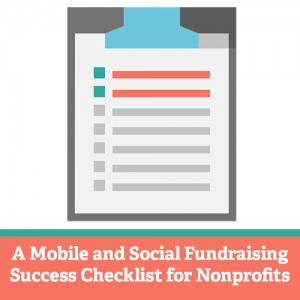 A Mobile and Social Fundraising
Success Checklist for Nonprofits